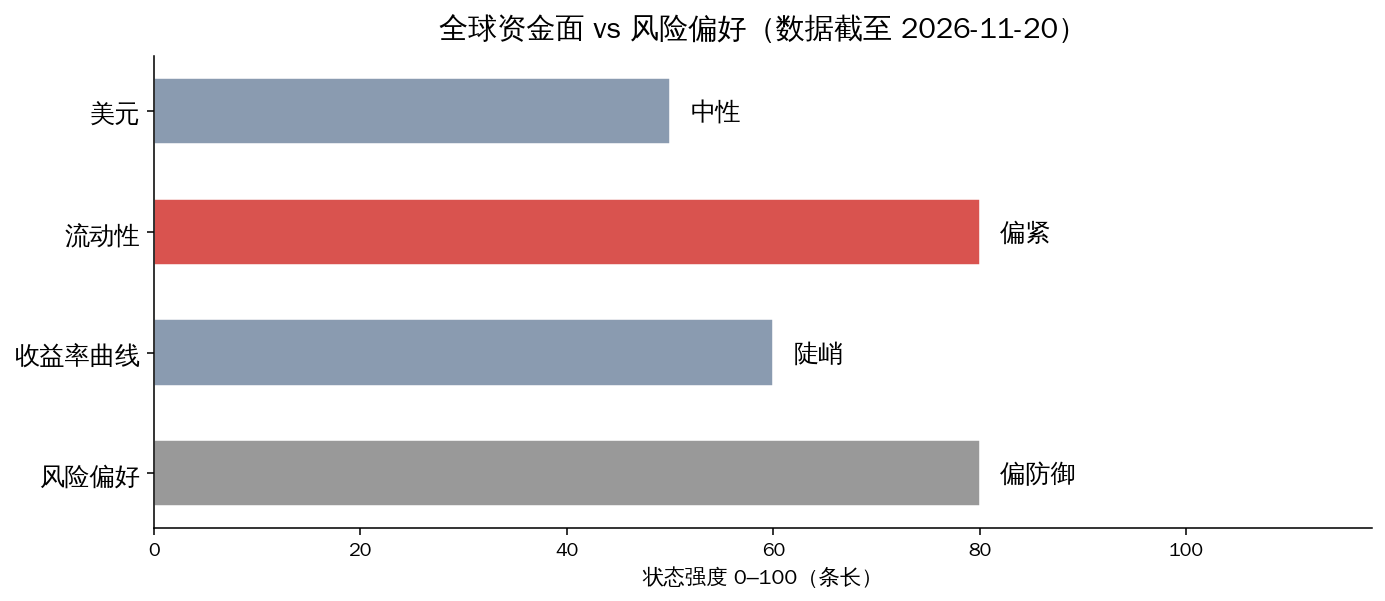 全球资金面 vs 风险偏好（数据截至 2026-11-20）
美元
中性
流动性
偏紧
收益率曲线
陡峭
风险偏好
偏防御
0 20 40 60 80 100
状态强度 0–100（条长）